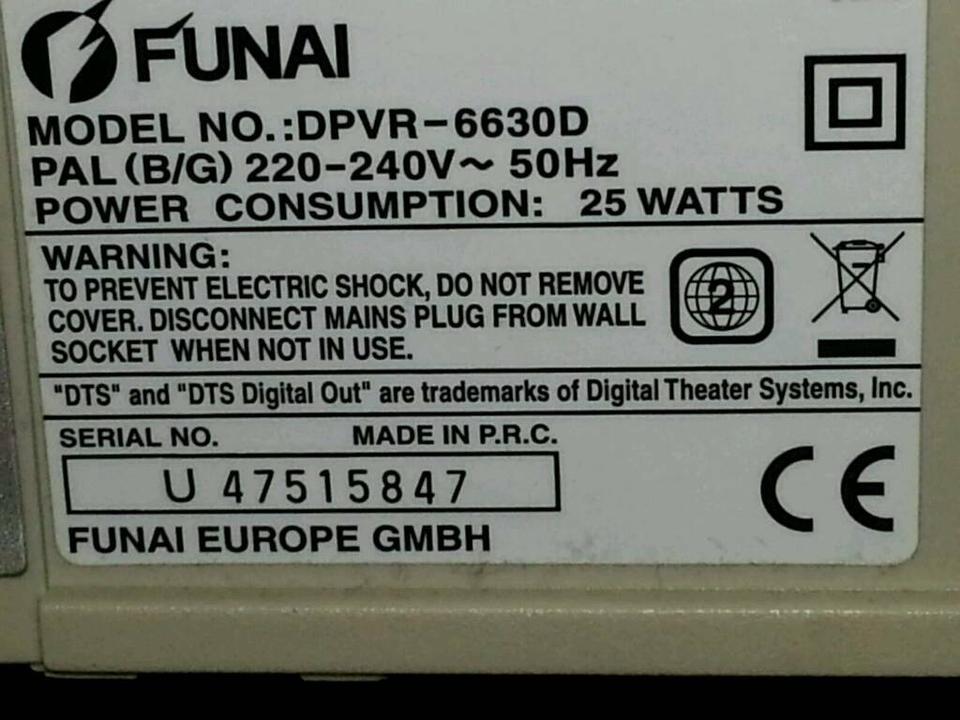 FUNAI
MODEL NO.:DPVR-6630D
PAL (B/G) 220-240V~ 50Hz
POWER CONSUMPTION: 25 WATTS
WARNING:
TO PREVENT ELECTRIC SHOCK, DO NOT REMOVE
COVER. DISCONNECT MAINS PLUG FROM WALL
SOCKET WHEN NOT IN USE.
2
"DTS" and "DTS Digital Out" are trademarks of Digital Theater Systems, Inc.
SERIAL NO. MADE IN P.R.C.
U 47515847
CE
FUNAI EUROPE GMBH